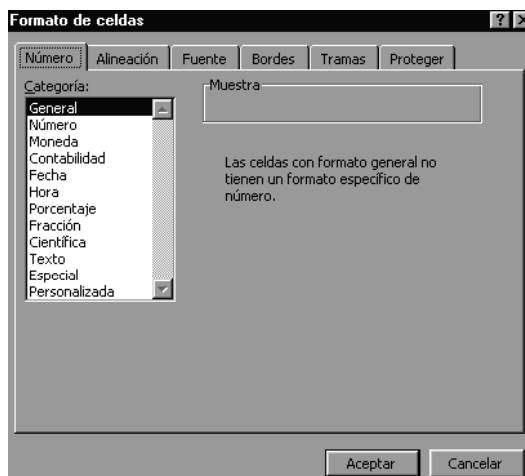 Formato de celdas
Número Alineación Fuente Bordes Tramas Proteger
Categoría:
General
Número
Moneda
Contabilidad
Fecha
Hora
Porcentaje
Fracción
Científica
Texto
Especial
Personalizada
Muestra
Las celdas con formato general no
tienen un formato específico de
número.
Aceptar Cancelar